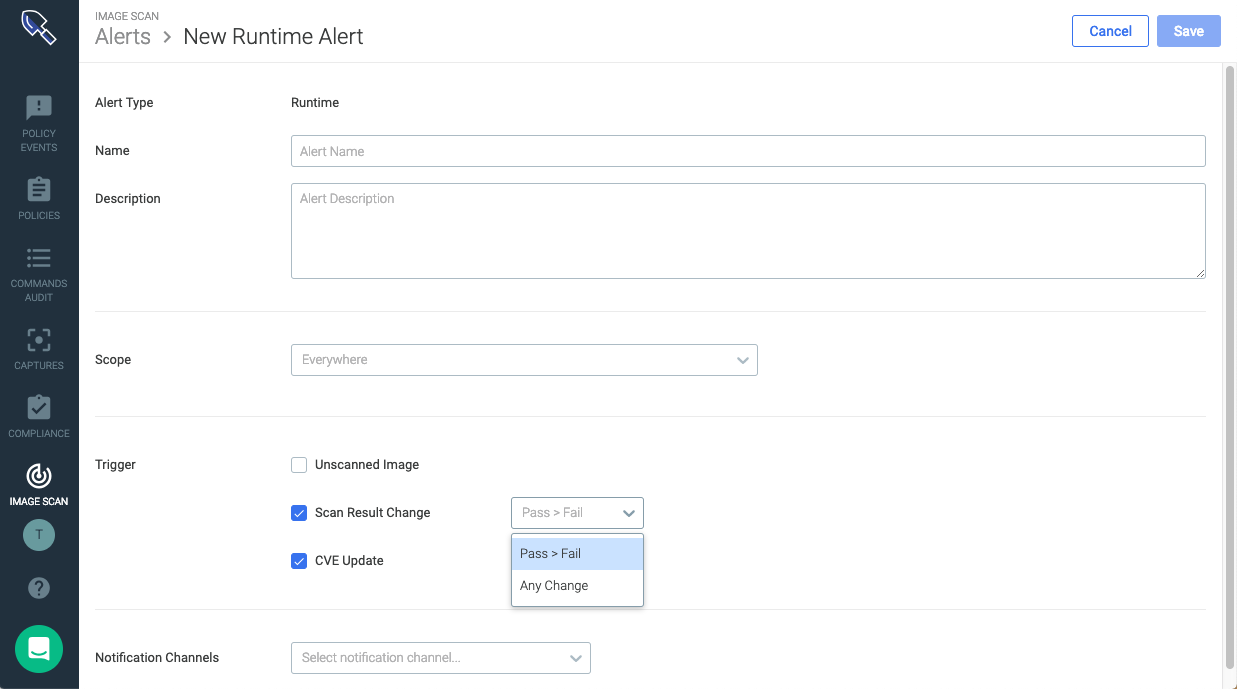 IMAGE SCAN
Alerts > New Runtime Alert
Cancel
Save
POLICY
EVENTS
POLICIES
COMMANDS
AUDIT
CAPTURES
COMPLIANCE
IMAGE SCAN
T
?
Alert Type
Runtime
Name
Alert Name
Description
Alert Description
Scope
Everywhere
Trigger
Unscanned Image
Scan Result Change
Pass > Fail
Pass > Fail
Any Change
CVE Update
Notification Channels
Select notification channel...